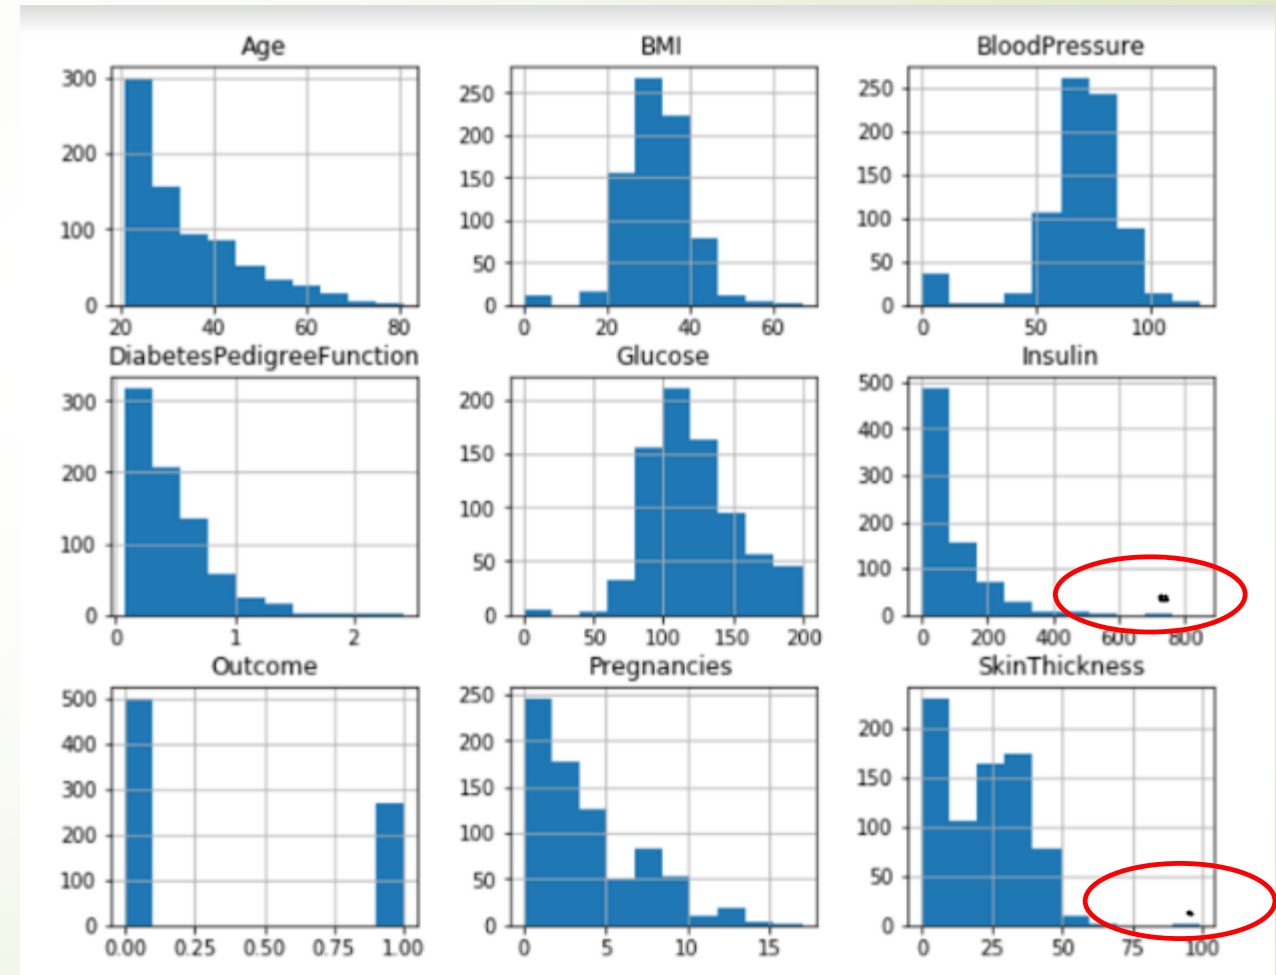 Age
300
200
100
0
20 40 60 80
BMI
250
200
150
100
50
0
0 20 40 60
BloodPressure
250
200
150
100
50
0
0 50 100
DiabetesPedigreeFunction
300
200
100
0
0 1 2
Glucose
200
150
100
50
0
0 50 100 150 200
Insulin
500
400
300
200
100
0
0 200 400 600 800
Outcome
500
400
300
200
100
0
0.00 0.25 0.50 0.75 1.00
Pregnancies
250
200
150
100
50
0
0 5 10 15
SkinThickness
200
150
100
50
0
0 25 50 75 100